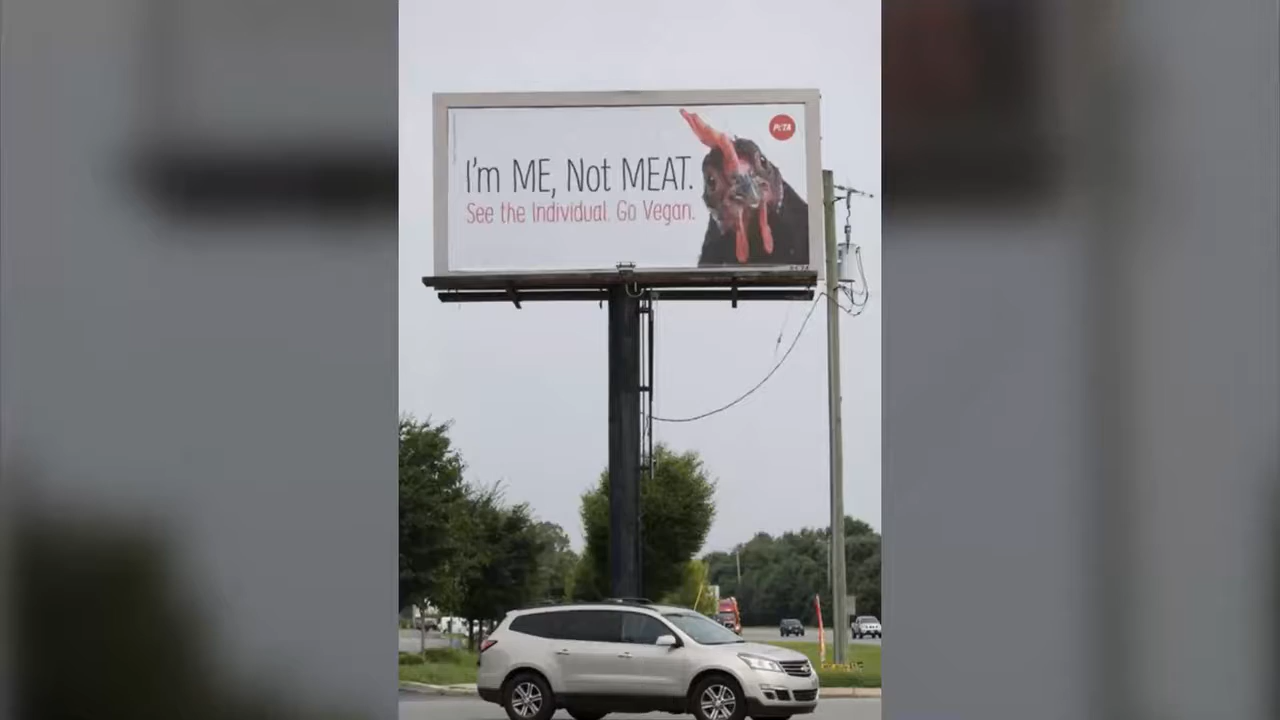 I'm ME, Not MEAT.
See the Individual. Go Vegan.
PETA